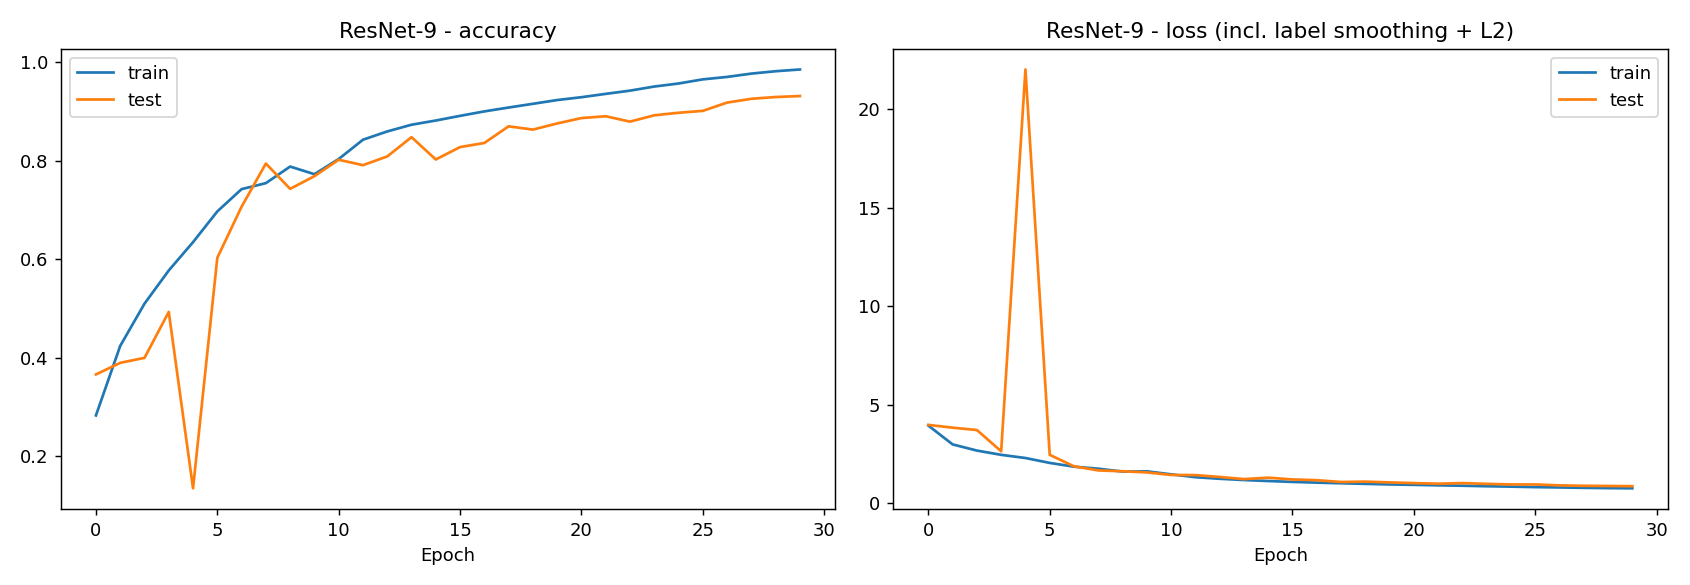 ResNet-9 - accuracy
1.0
0.8
0.6
0.4
0.2
train
test
0 5 10 15 20 25 30
Epoch
ResNet-9 - loss (incl. label smoothing + L2)
20
15
10
5
0
train
test
0 5 10 15 20 25 30
Epoch